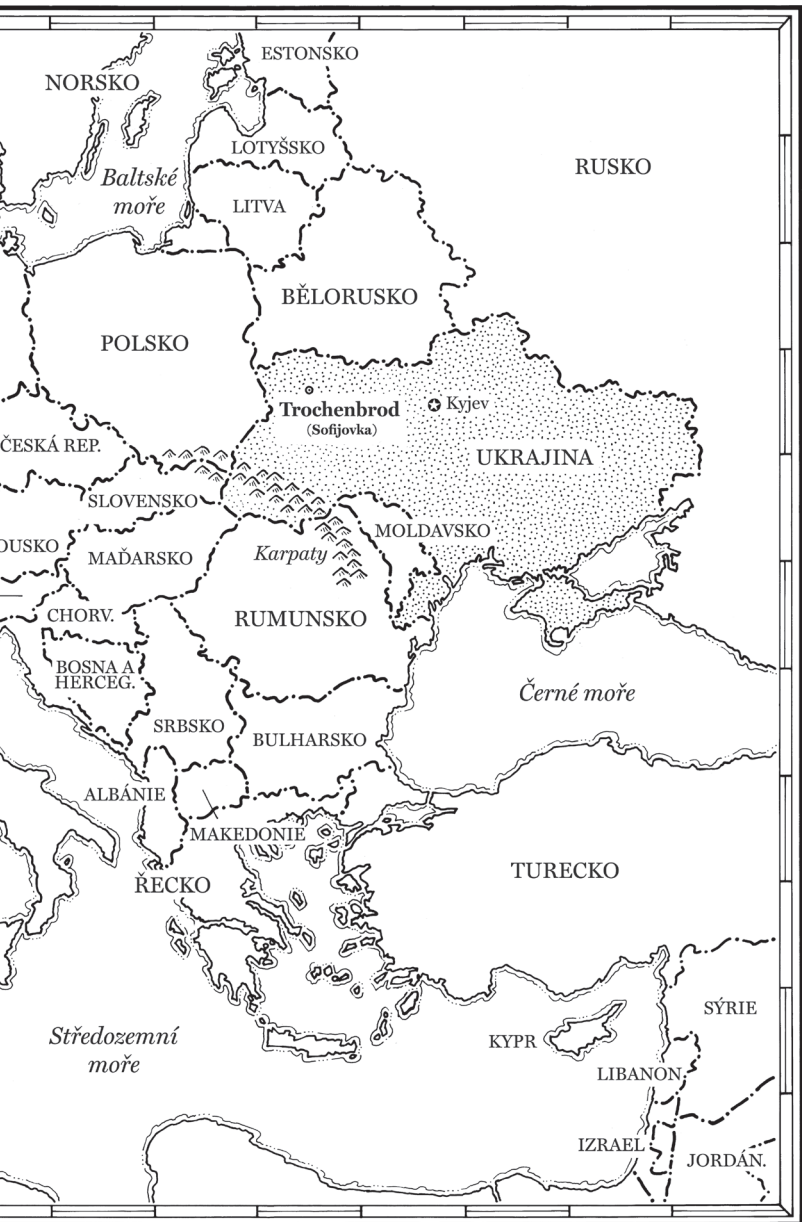 ESTONSKO
NORSKO
LOTYŠSKO
RUSKO
Baltské
moře
LITVA
BĚLORUSKO
POLSKO
Trochenbrod
(Sofijovka)
Kyjev
ČESKÁ REP.
UKRAJINA
SLOVENSKO
MOLDAVSKO
OUSKO
MAĎARSKO
Karpaty
CHORV.
RUMUNSKO
BOSNA A
HERCEG.
Černé moře
SRBSKO
BULHARSKO
ALBÁNIE
MAKEDONIE
TURECKO
ŘECKO
SÝRIE
Středozemní
moře
KYPR
LIBANON
IZRAEL
JORDÁN.